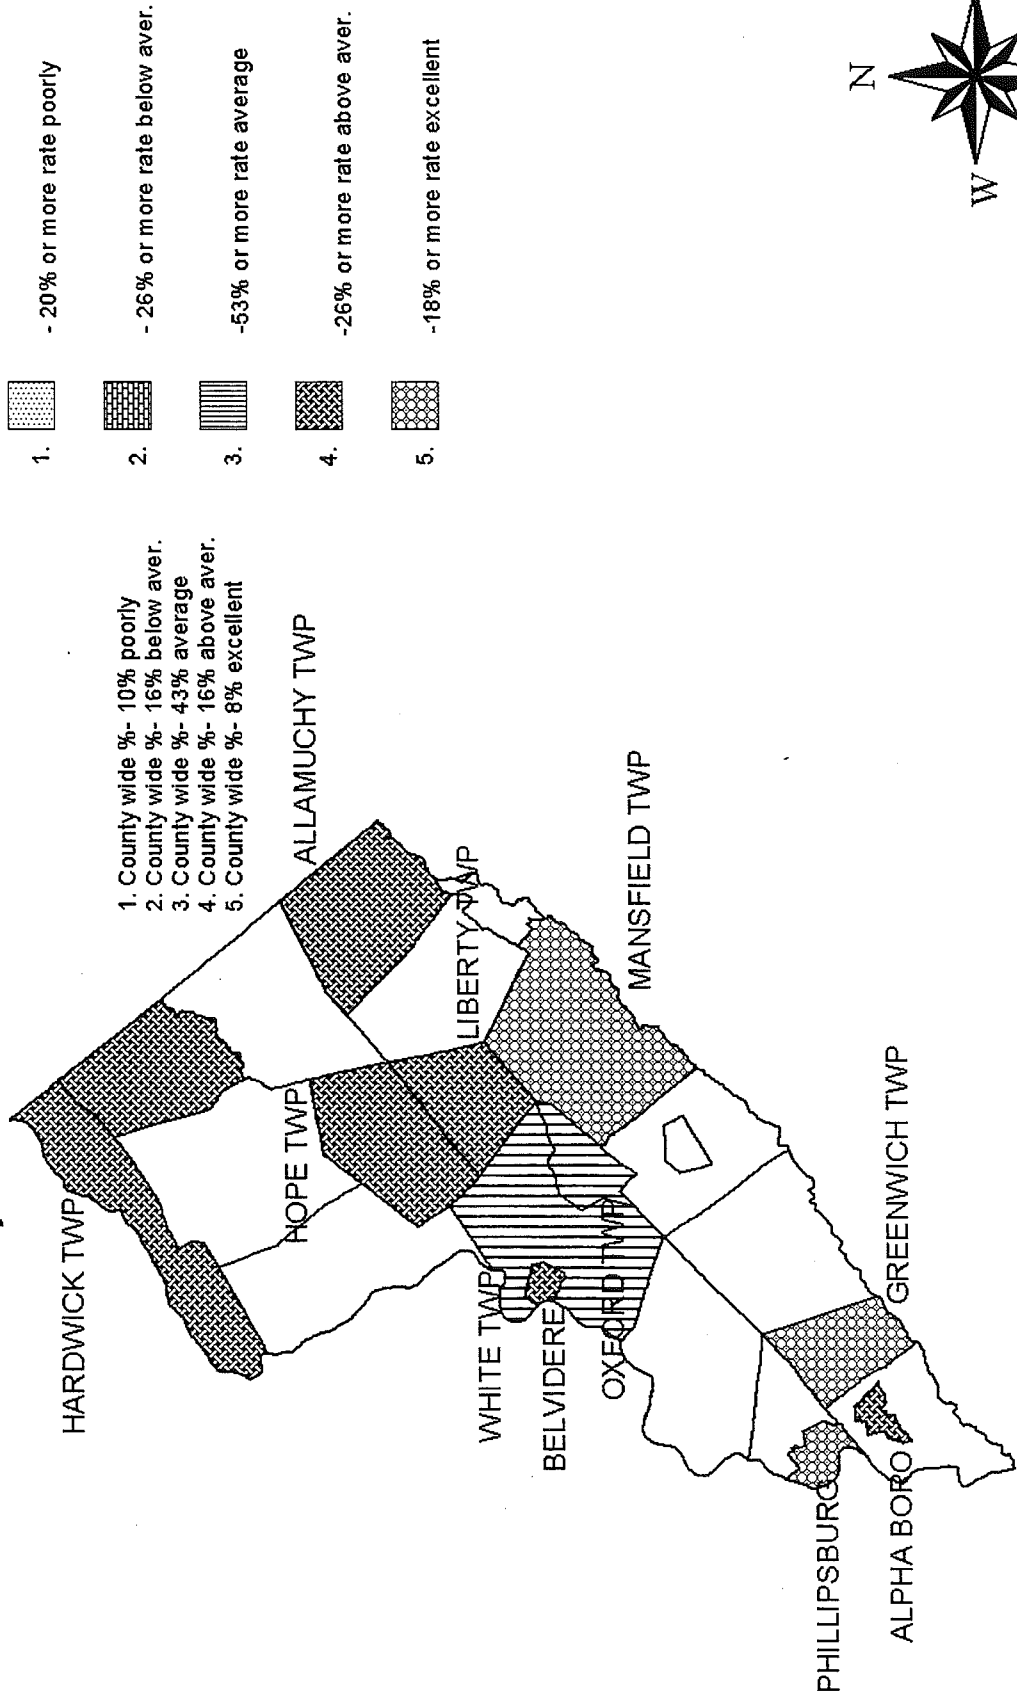 1. - 20% or more rate poorly
2. - 26% or more rate below aver.
3. -53% or more rate average
4. -26% or more rate above aver.
5. -18% or more rate excellent
1. County wide %- 10% poorly
2. County wide %- 16% below aver.
3. County wide %- 43% average
4. County wide %- 16% above aver.
5. County wide %- 8% excellent
HARDWICK TWP
ALLAMUCHY TWP
HOPE TWP
LIBERTY TWP
WHITE TWP
BELVIDERE
OXFORD TWP
MANSFIELD TWP
PHILLIPSBURG
ALPHA BORO
GREENWICH TWP
N
W